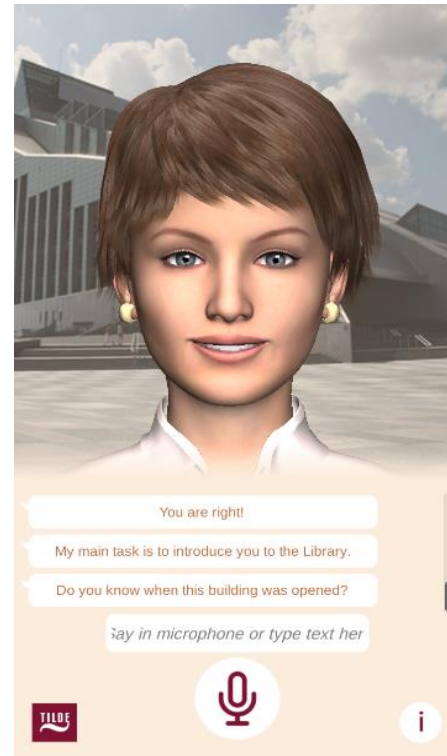 You are right!
My main task is to introduce you to the Library.
Do you know when this building was opened?
Say in microphone or type text her
TILDE
i